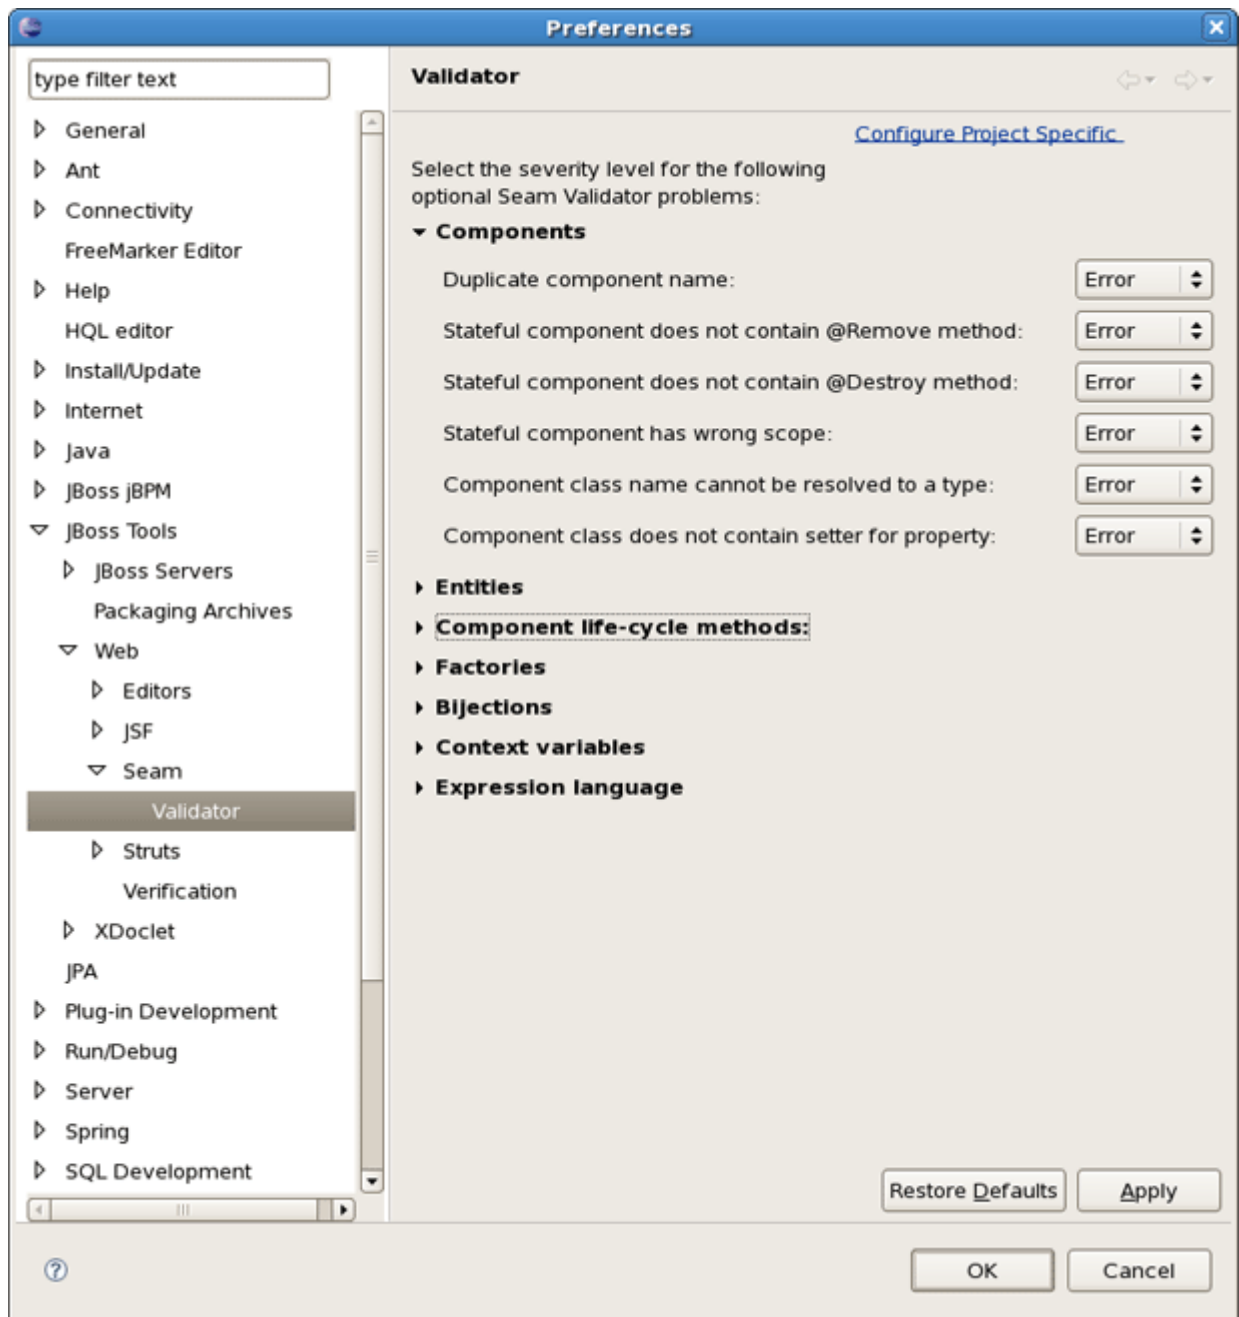 Preferences
type filter text
General
Ant
Connectivity
FreeMarker Editor
Help
HQL editor
Install/Update
Internet
Java
JBoss jBPM
JBoss Tools
JBoss Servers
Packaging Archives
Web
Editors
JSF
Seam
Validator
Struts
Verification
XDoclet
JPA
Plug-in Development
Run/Debug
Server
Spring
SQL Development
Validator
Configure Project Specific
Select the severity level for the following
optional Seam Validator problems:
Components
Duplicate component name: Error
Stateful component does not contain @Remove method: Error
Stateful component does not contain @Destroy method: Error
Stateful component has wrong scope: Error
Component class name cannot be resolved to a type: Error
Component class does not contain setter for property: Error
Entities
Component life-cycle methods:
Factories
Bijections
Context variables
Expression language
Restore Defaults Apply
? OK Cancel